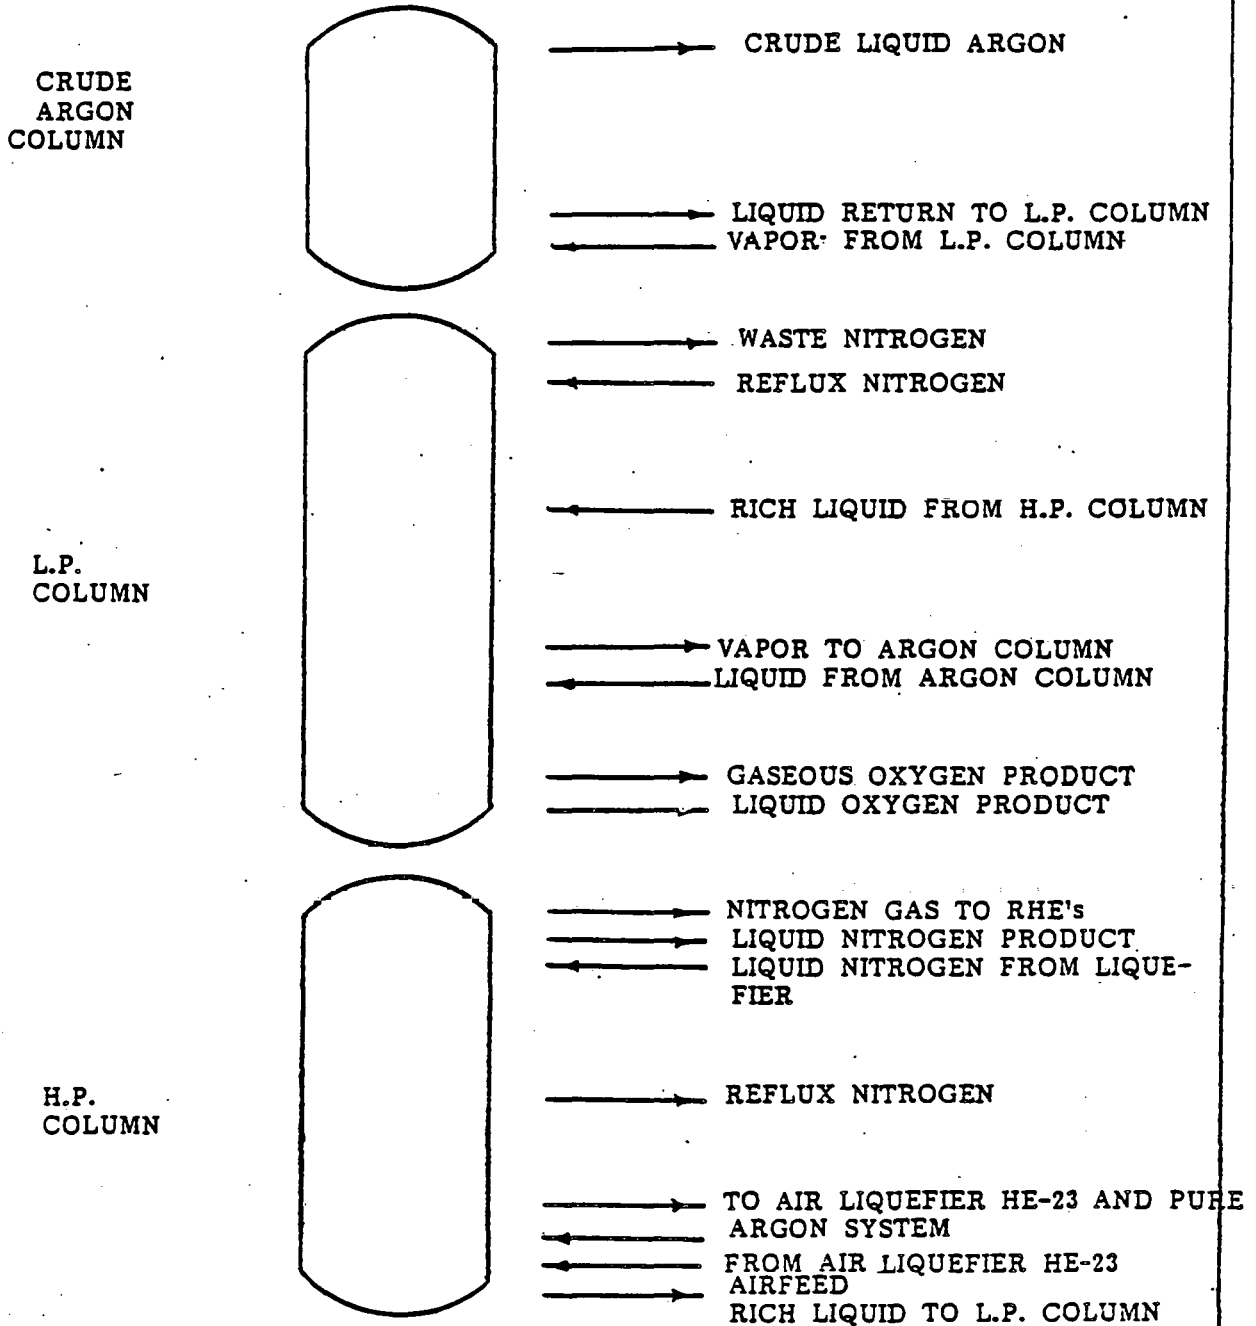 CRUDE LIQUID ARGON
CRUDE
ARGON
COLUMN
LIQUID RETURN TO L.P. COLUMN
VAPOR FROM L.P. COLUMN
WASTE NITROGEN
REFLUX NITROGEN
RICH LIQUID FROM H.P. COLUMN
L.P.
COLUMN
VAPOR TO ARGON COLUMN
LIQUID FROM ARGON COLUMN
GASEOUS OXYGEN PRODUCT
LIQUID OXYGEN PRODUCT
NITROGEN GAS TO RHE's
LIQUID NITROGEN PRODUCT
LIQUID NITROGEN FROM LIQUE-
FIER
H.P.
COLUMN
REFLUX NITROGEN
TO AIR LIQUEFIER HE-23 AND PURE
ARGON SYSTEM
FROM AIR LIQUEFIER HE-23
AIRFEED
RICH LIQUID TO L.P. COLUMN